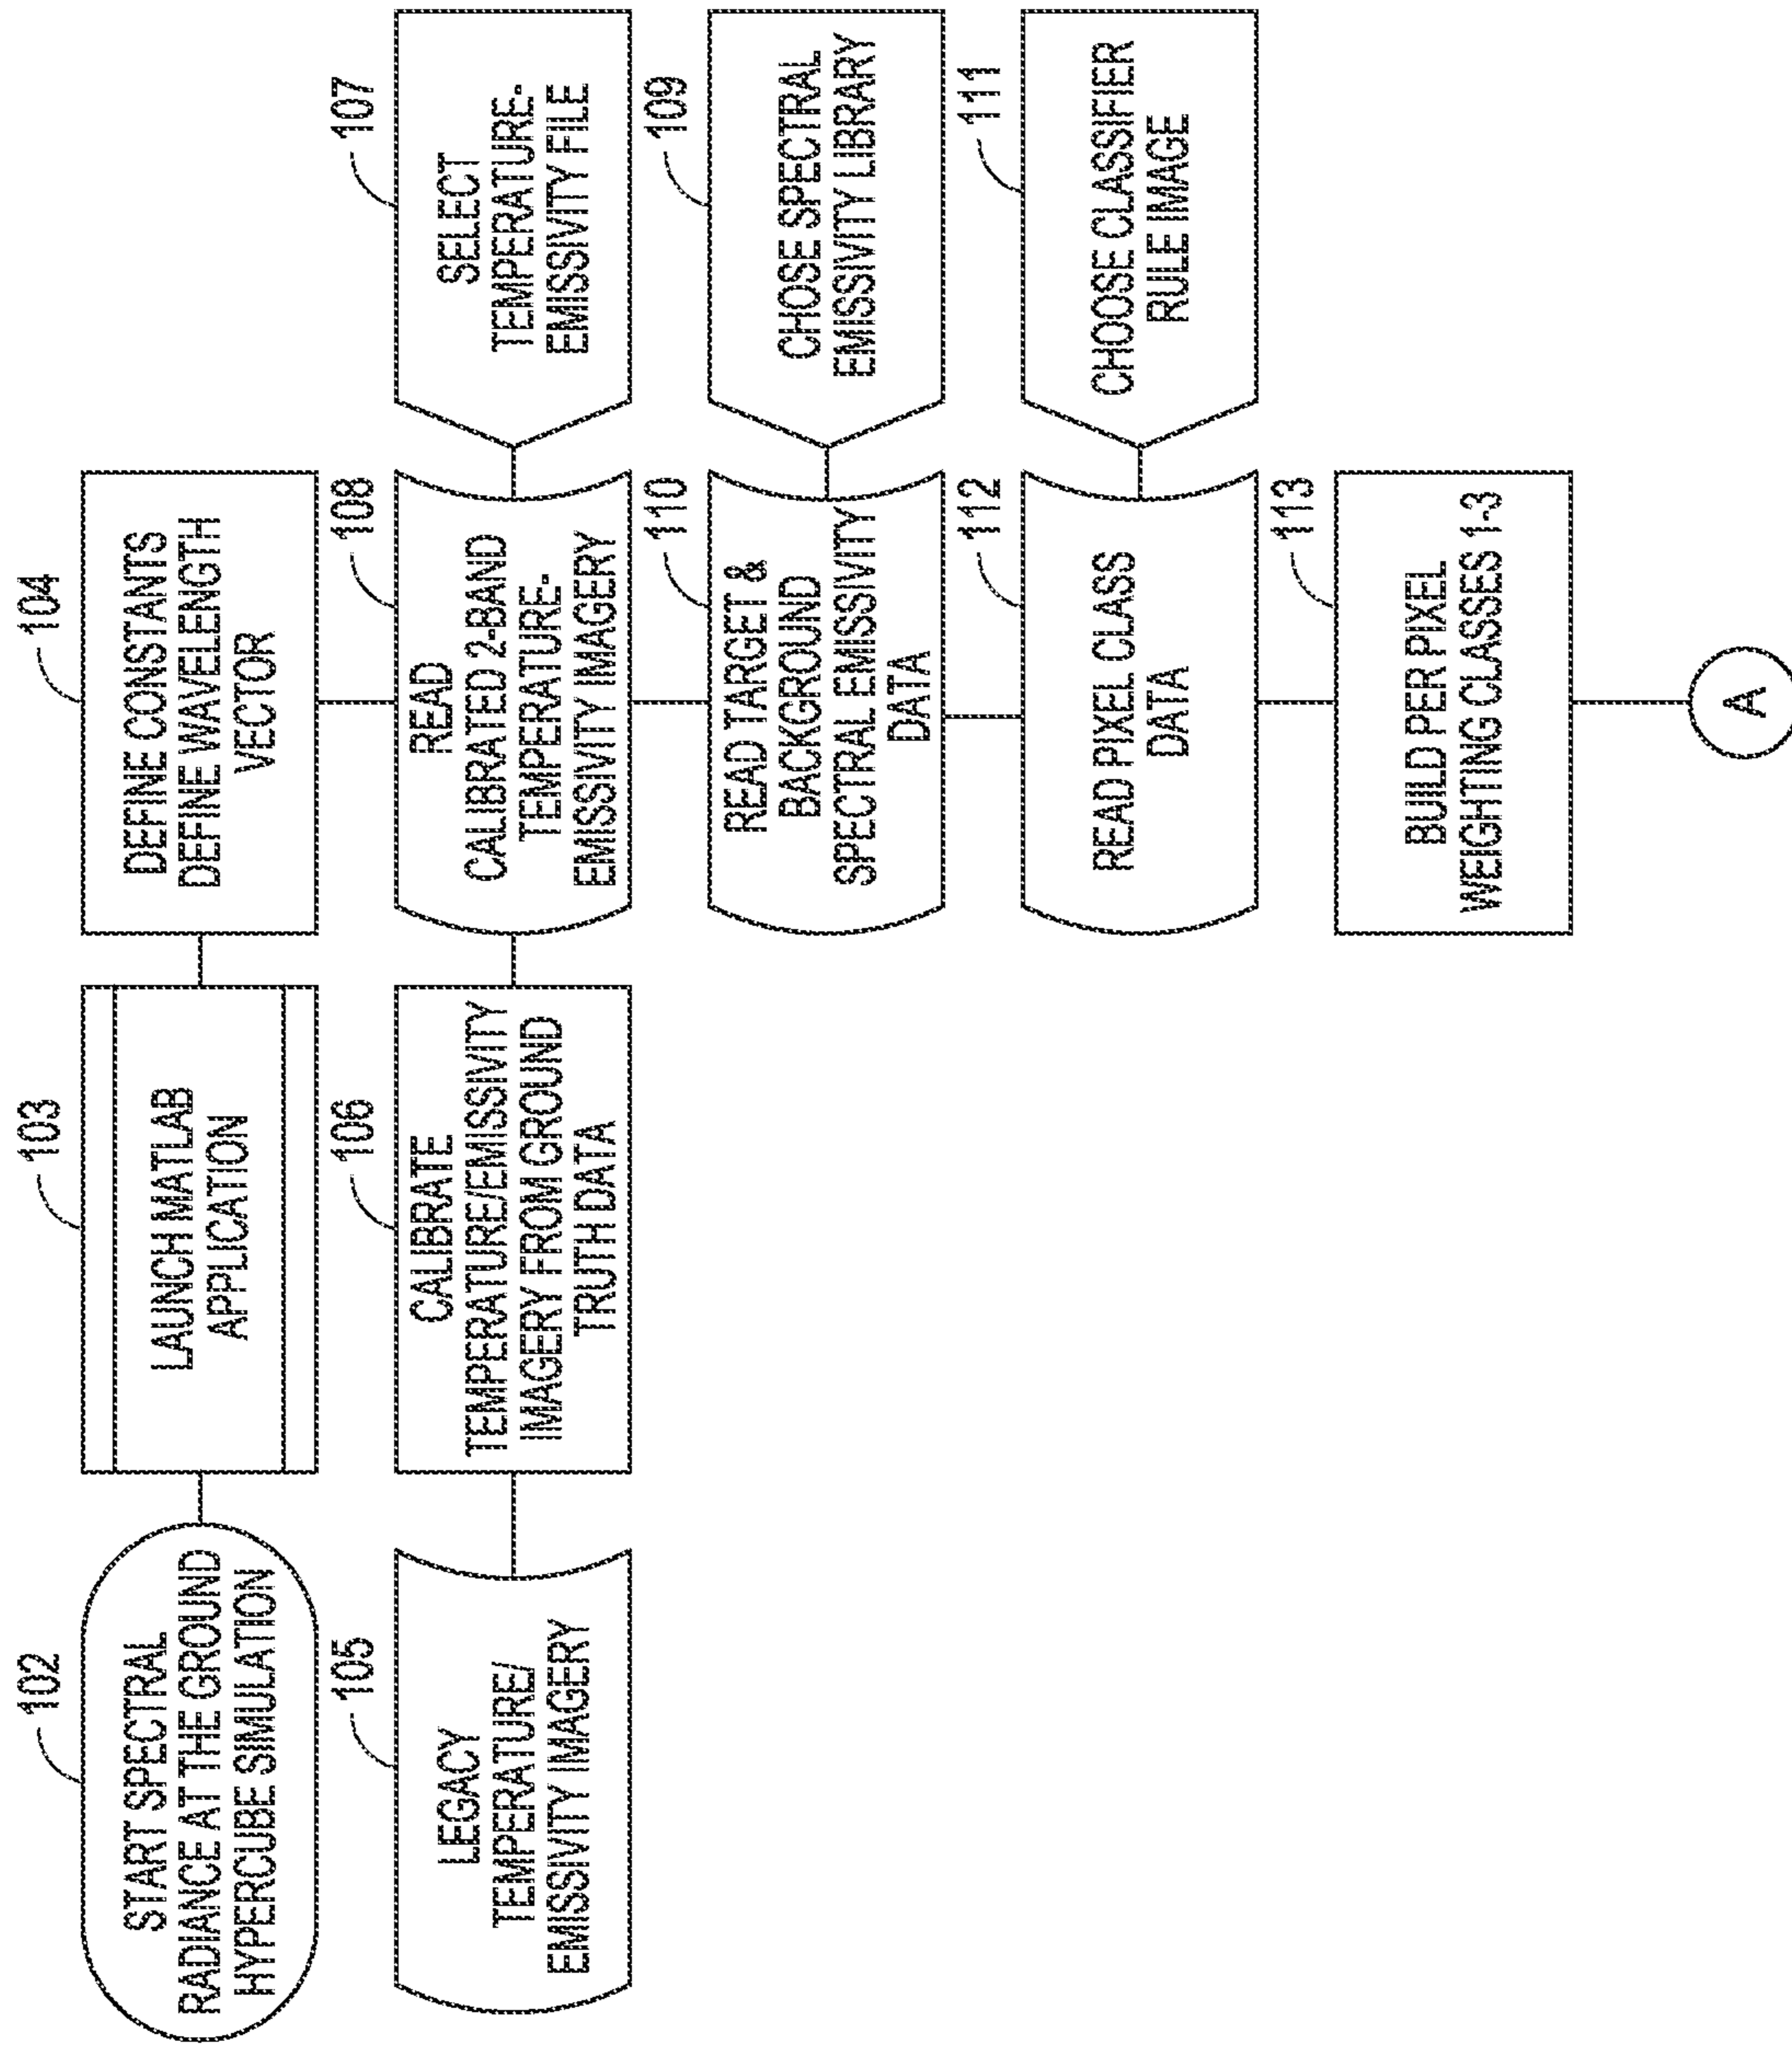 102
START SPECTRAL
RADIANCE AT THE GROUND
HYPERCUBE SIMULATION
103
LAUNCH MATLAB
APPLICATION
104
DEFINE CONSTANTS
DEFINE WAVELENGTH
VECTOR
105
LEGACY
TEMPERATURE/
EMISSIVITY IMAGERY
106
CALIBRATE
TEMPERATURE/EMISSIVITY
IMAGERY FROM GROUND
TRUTH DATA
108
READ
CALIBRATED 2-BAND
TEMPERATURE-
EMISSIVITY IMAGERY
107
SELECT
TEMPERATURE-
EMISSIVITY FILE
110
READ TARGET &
BACKGROUND
SPECTRAL EMISSIVITY
DATA
109
CHOSE SPECTRAL
EMISSIVITY LIBRARY
112
READ PIXEL CLASS
DATA
111
CHOOSE CLASSIFIER
RULE IMAGE
113
BUILD PER PIXEL
WEIGHTING CLASSES 1-3
A